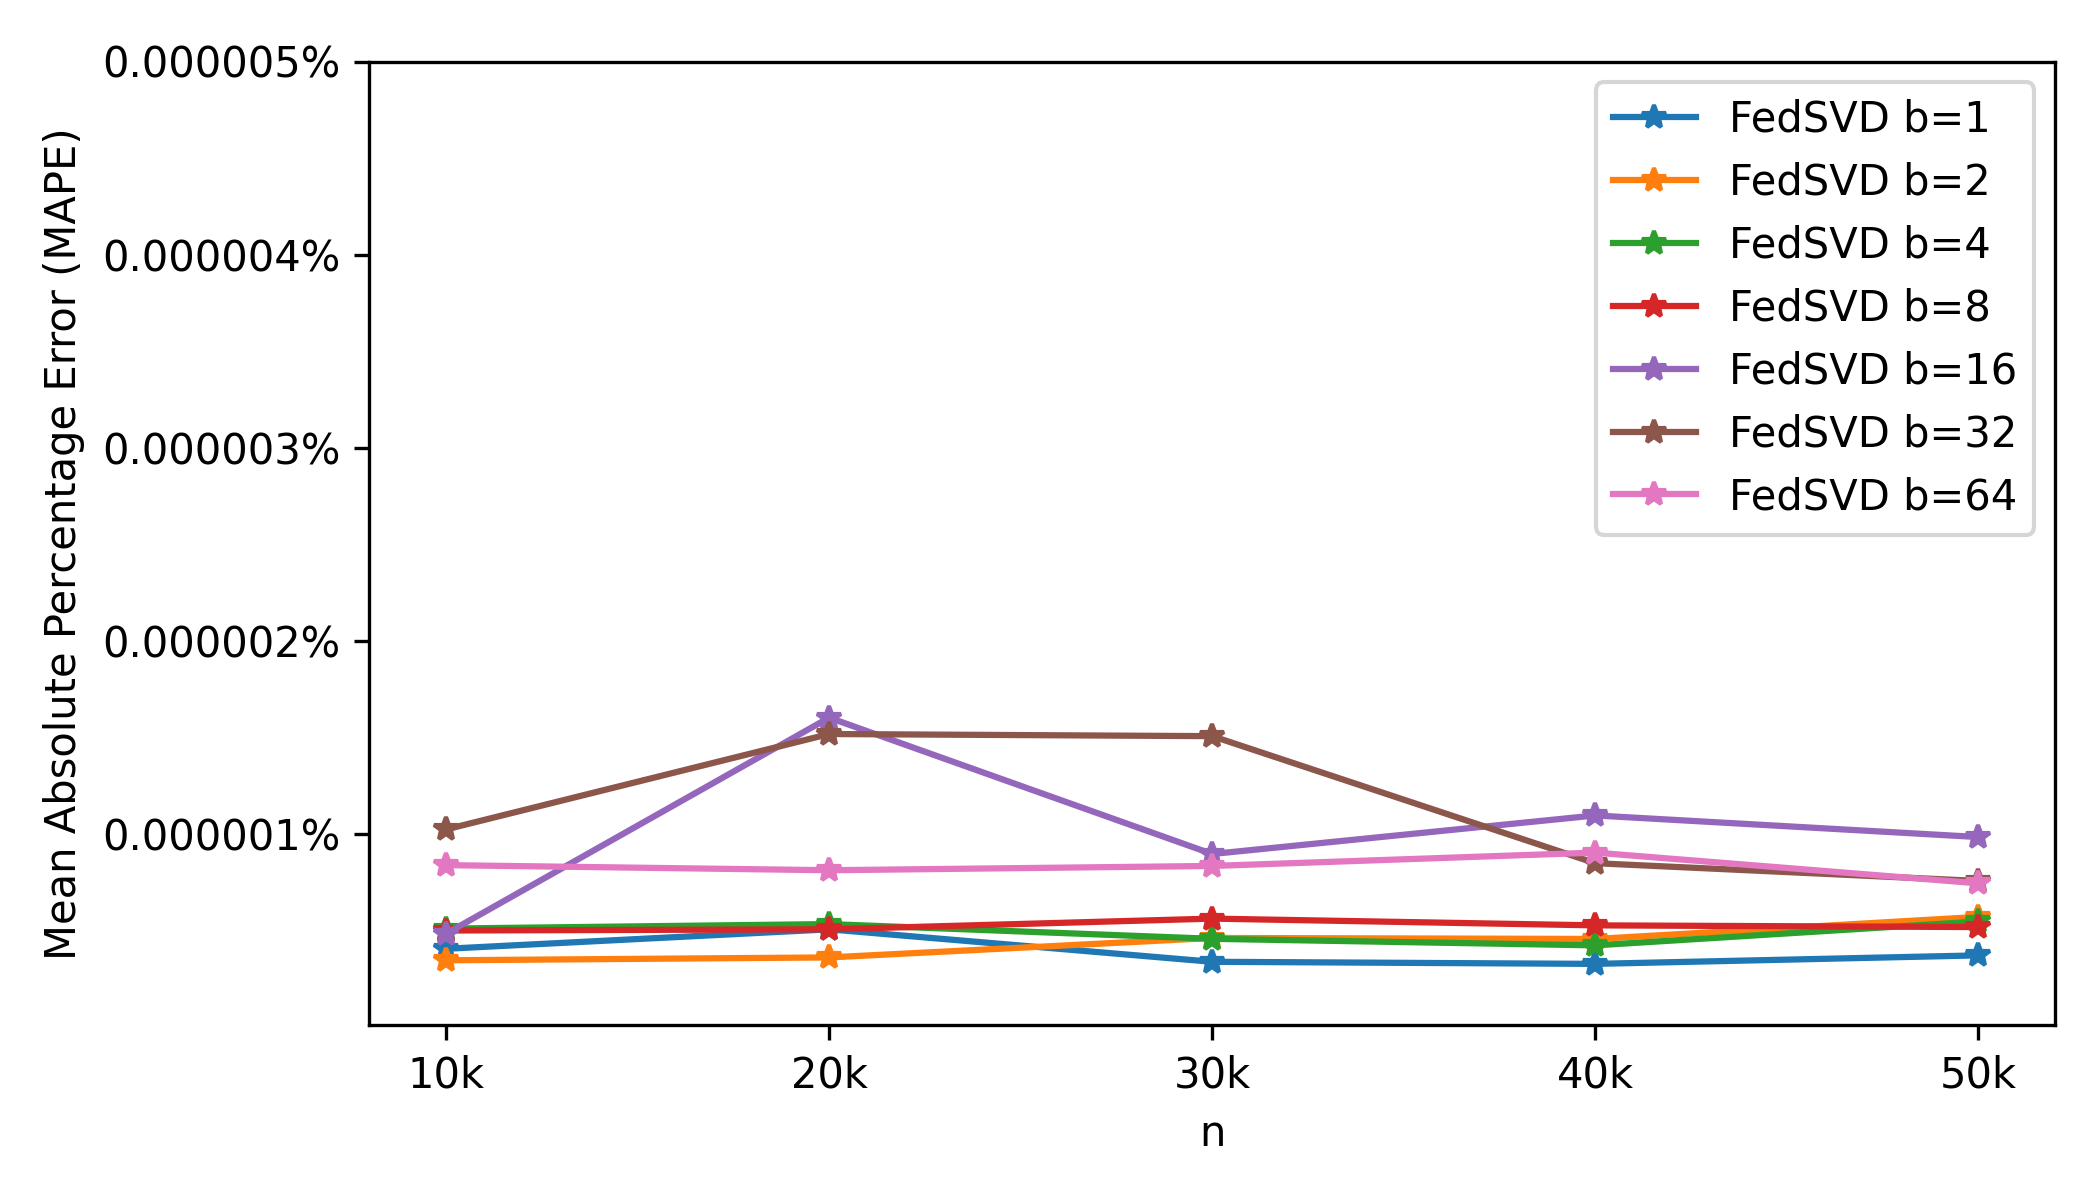 Mean Absolute Percentage Error (MAPE)
0.000005%
0.000004%
0.000003%
0.000002%
0.000001%
FedSVD b=1
FedSVD b=2
FedSVD b=4
FedSVD b=8
FedSVD b=16
FedSVD b=32
FedSVD b=64
10k 20k 30k 40k 50k
n